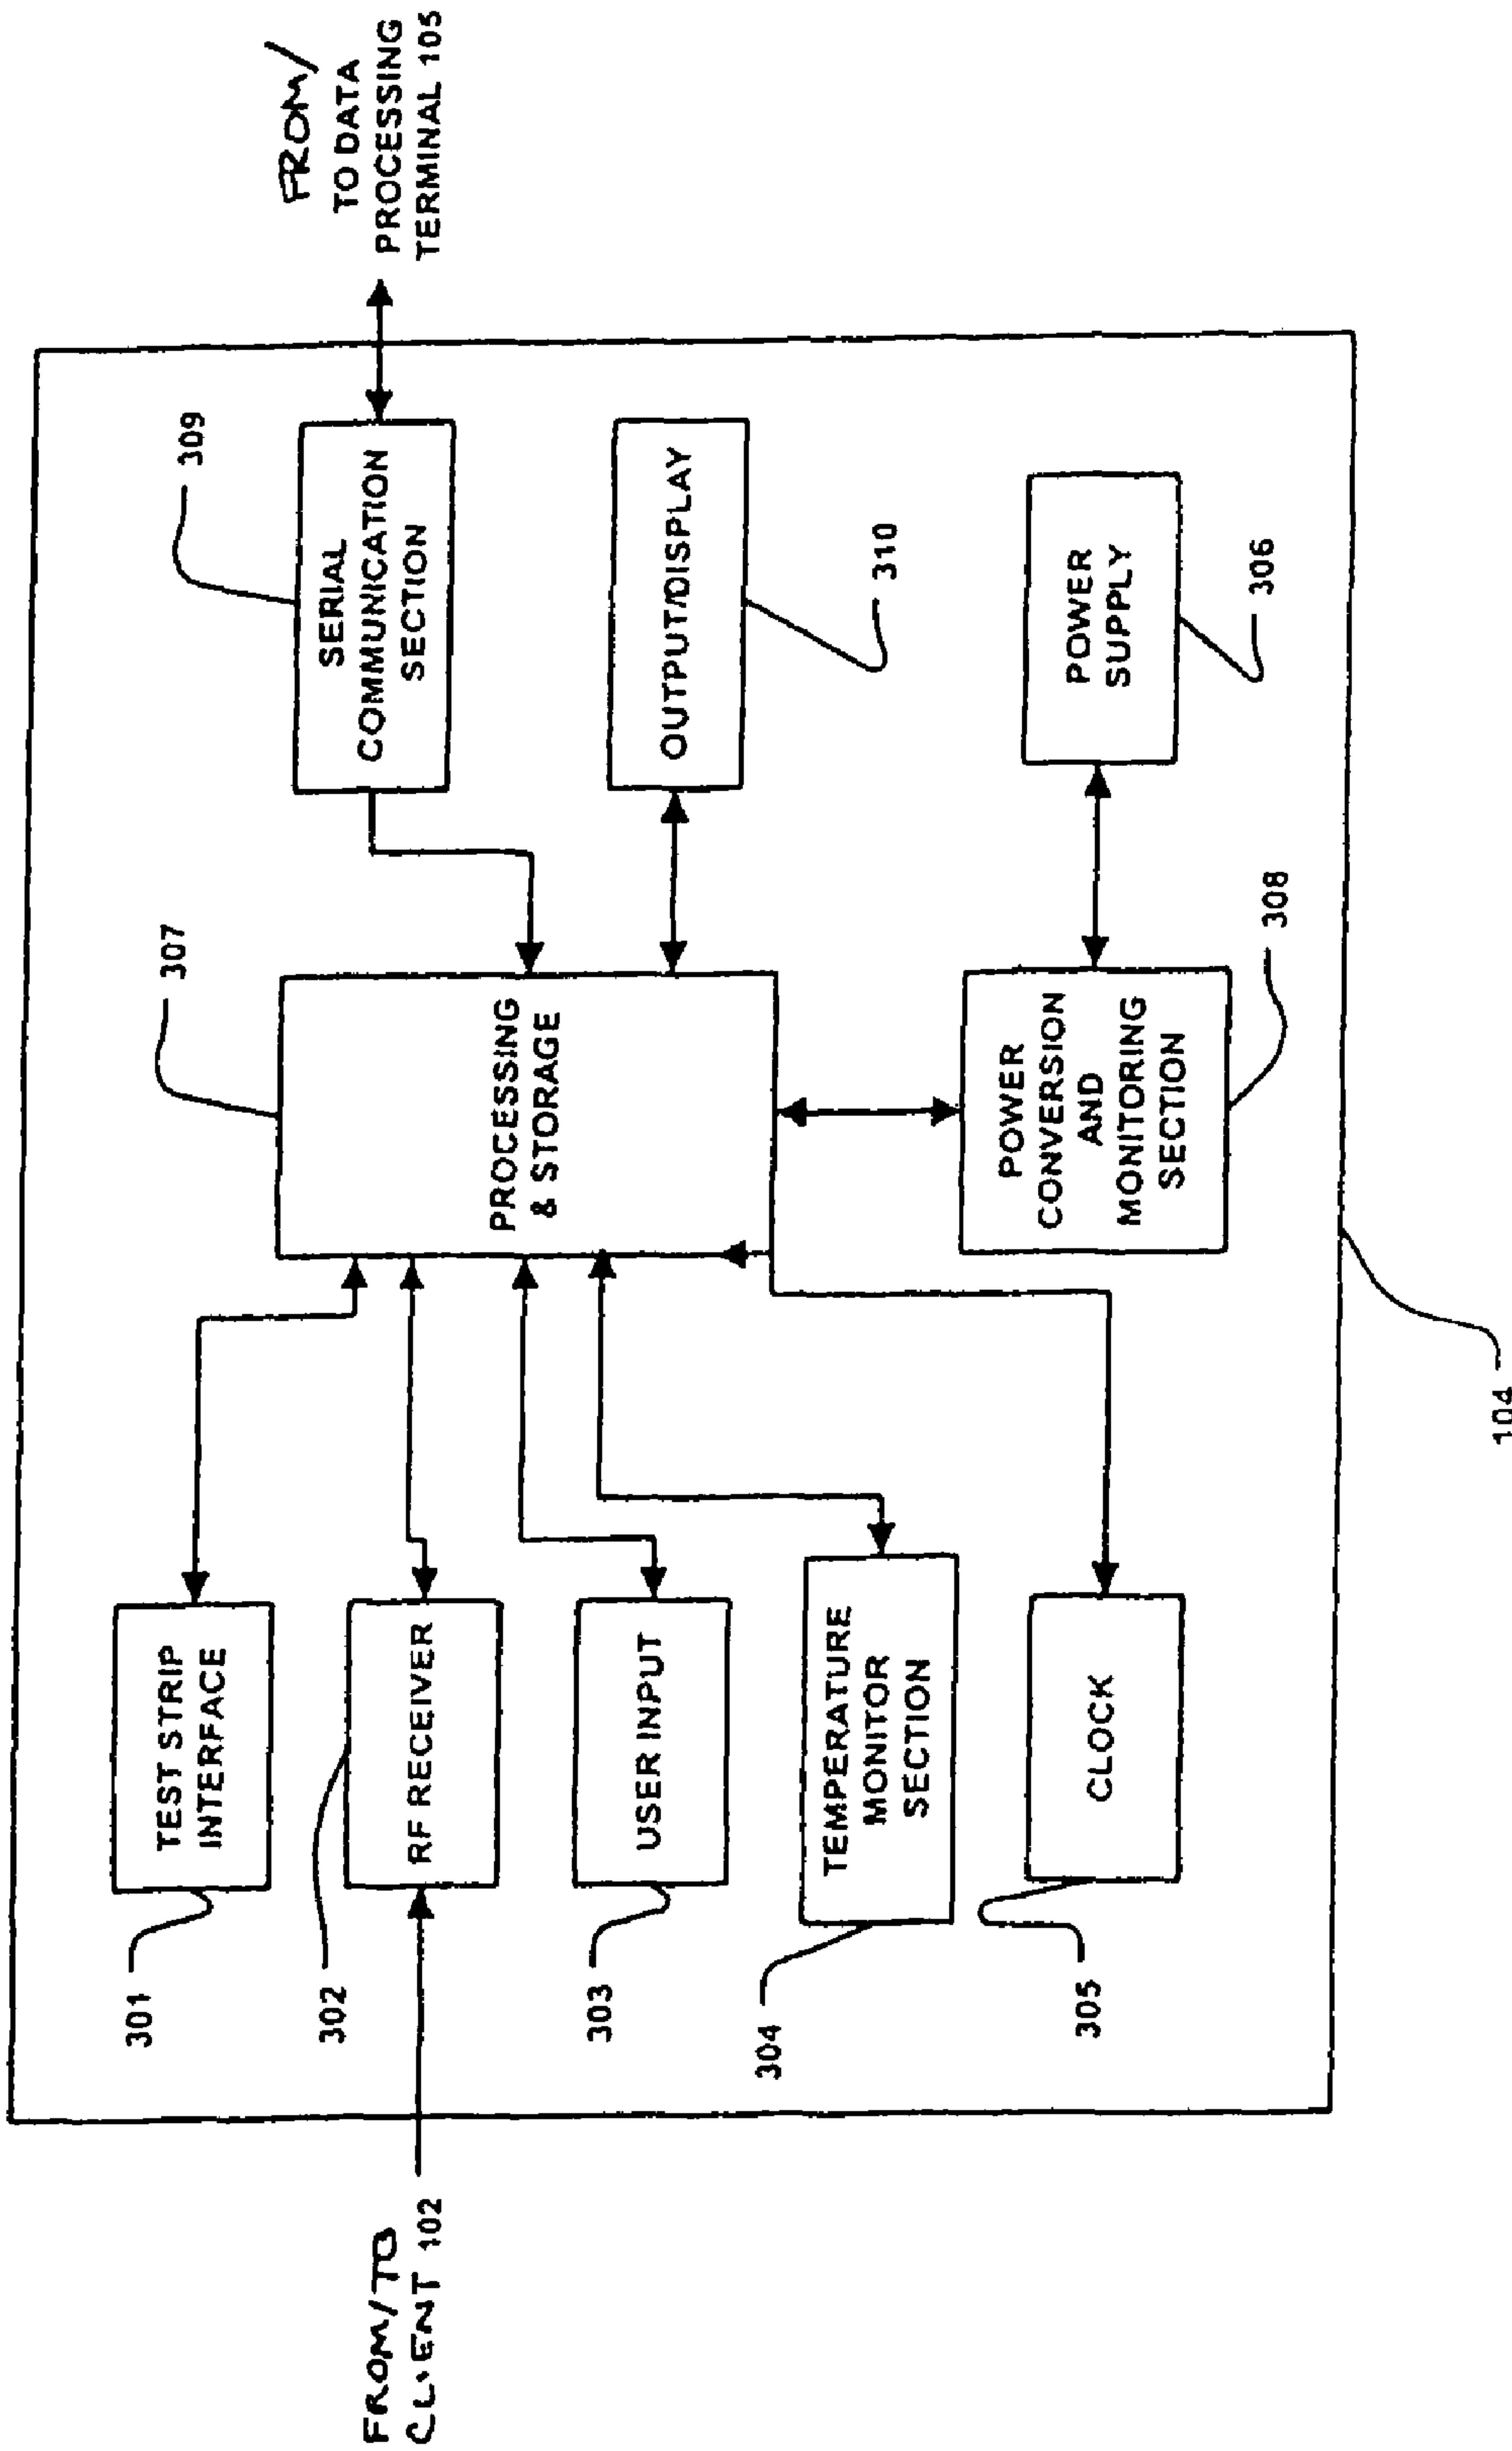 FROM/
TO DATA
PROCESSING
TERMINAL 105
309
SERIAL
COMMUNICATION
SECTION
OUTPUT/DISPLAY
310
POWER
SUPPLY
306
307
PROCESSING
& STORAGE
POWER
CONVERSION
AND
MONITORING
SECTION
308
TEST STRIP
INTERFACE
301
RF RECEIVER
302
USER INPUT
303
TEMPERATURE
MONITOR
SECTION
304
CLOCK
305
FROM/TO
CLIENT 102
104